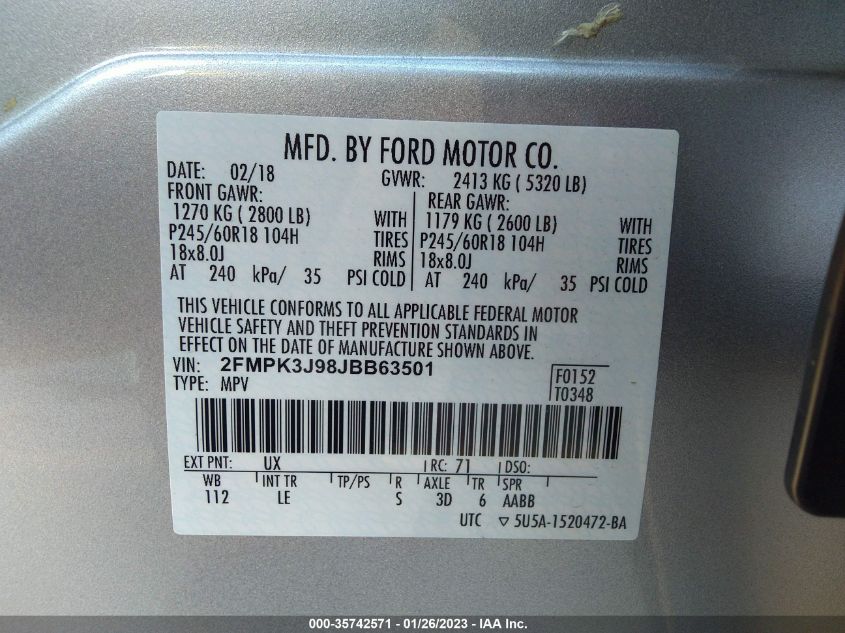 MFD. BY FORD MOTOR CO.
DATE: 02/18 GVWR: 2413 KG ( 5320 LB)
FRONT GAWR: REAR GAWR:
1270 KG ( 2800 LB) WITH 1179 KG ( 2600 LB) WITH
P245/60R18 104H TIRES P245/60R18 104H TIRES
18x8.0J RIMS 18x8.0J RIMS
AT 240 kPa/ 35 PSI COLD AT 240 kPa/ 35 PSI COLD
THIS VEHICLE CONFORMS TO ALL APPLICABLE FEDERAL MOTOR
VEHICLE SAFETY AND THEFT PREVENTION STANDARDS IN
EFFECT ON THE DATE OF MANUFACTURE SHOWN ABOVE.
VIN: 2FMPK3J98JBB63501
TYPE: MPV F0152
T0348
EXT PNT: UX RC: 71 DSO:
WB INT TR TP/PS R AXLE TR SPR
112 LE S 3D 6 AABB
UTC ▽ 5U5A-1520472-BA
000-35742571 - 01/26/2023 - IAA Inc.